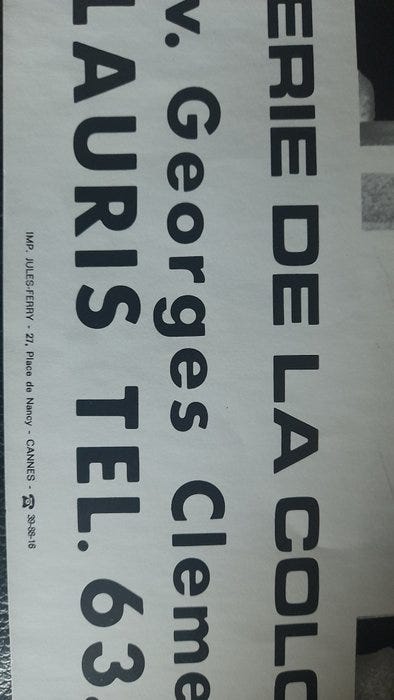 ERIE DE LA COLO
v. Georges Cleme
LAURIS TEL. 63.
IMP. JULES-FERRY - 27, Place de Nancy - CANNES - ☎ 39-88-16